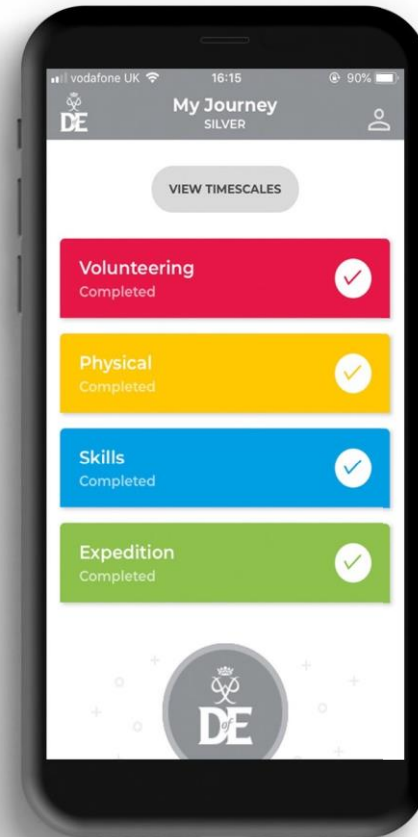 vodafone UK 16:15 90%
DofE My Journey
SILVER
VIEW TIMESCALES
Volunteering
Completed
Physical
Completed
Skills
Completed
Expedition
Completed
DofE